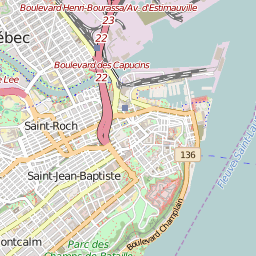 Boulevard Henri-Bourassa/Av. d'Estimauville
23
22
ébec
Boulevard des Capucins
22
e Lee
Saint-Roch
136
Saint-Jean-Baptiste
Fleuve Saint-La
Boulevard Champlain
ontcalm
Parc des
Champs de Bataille